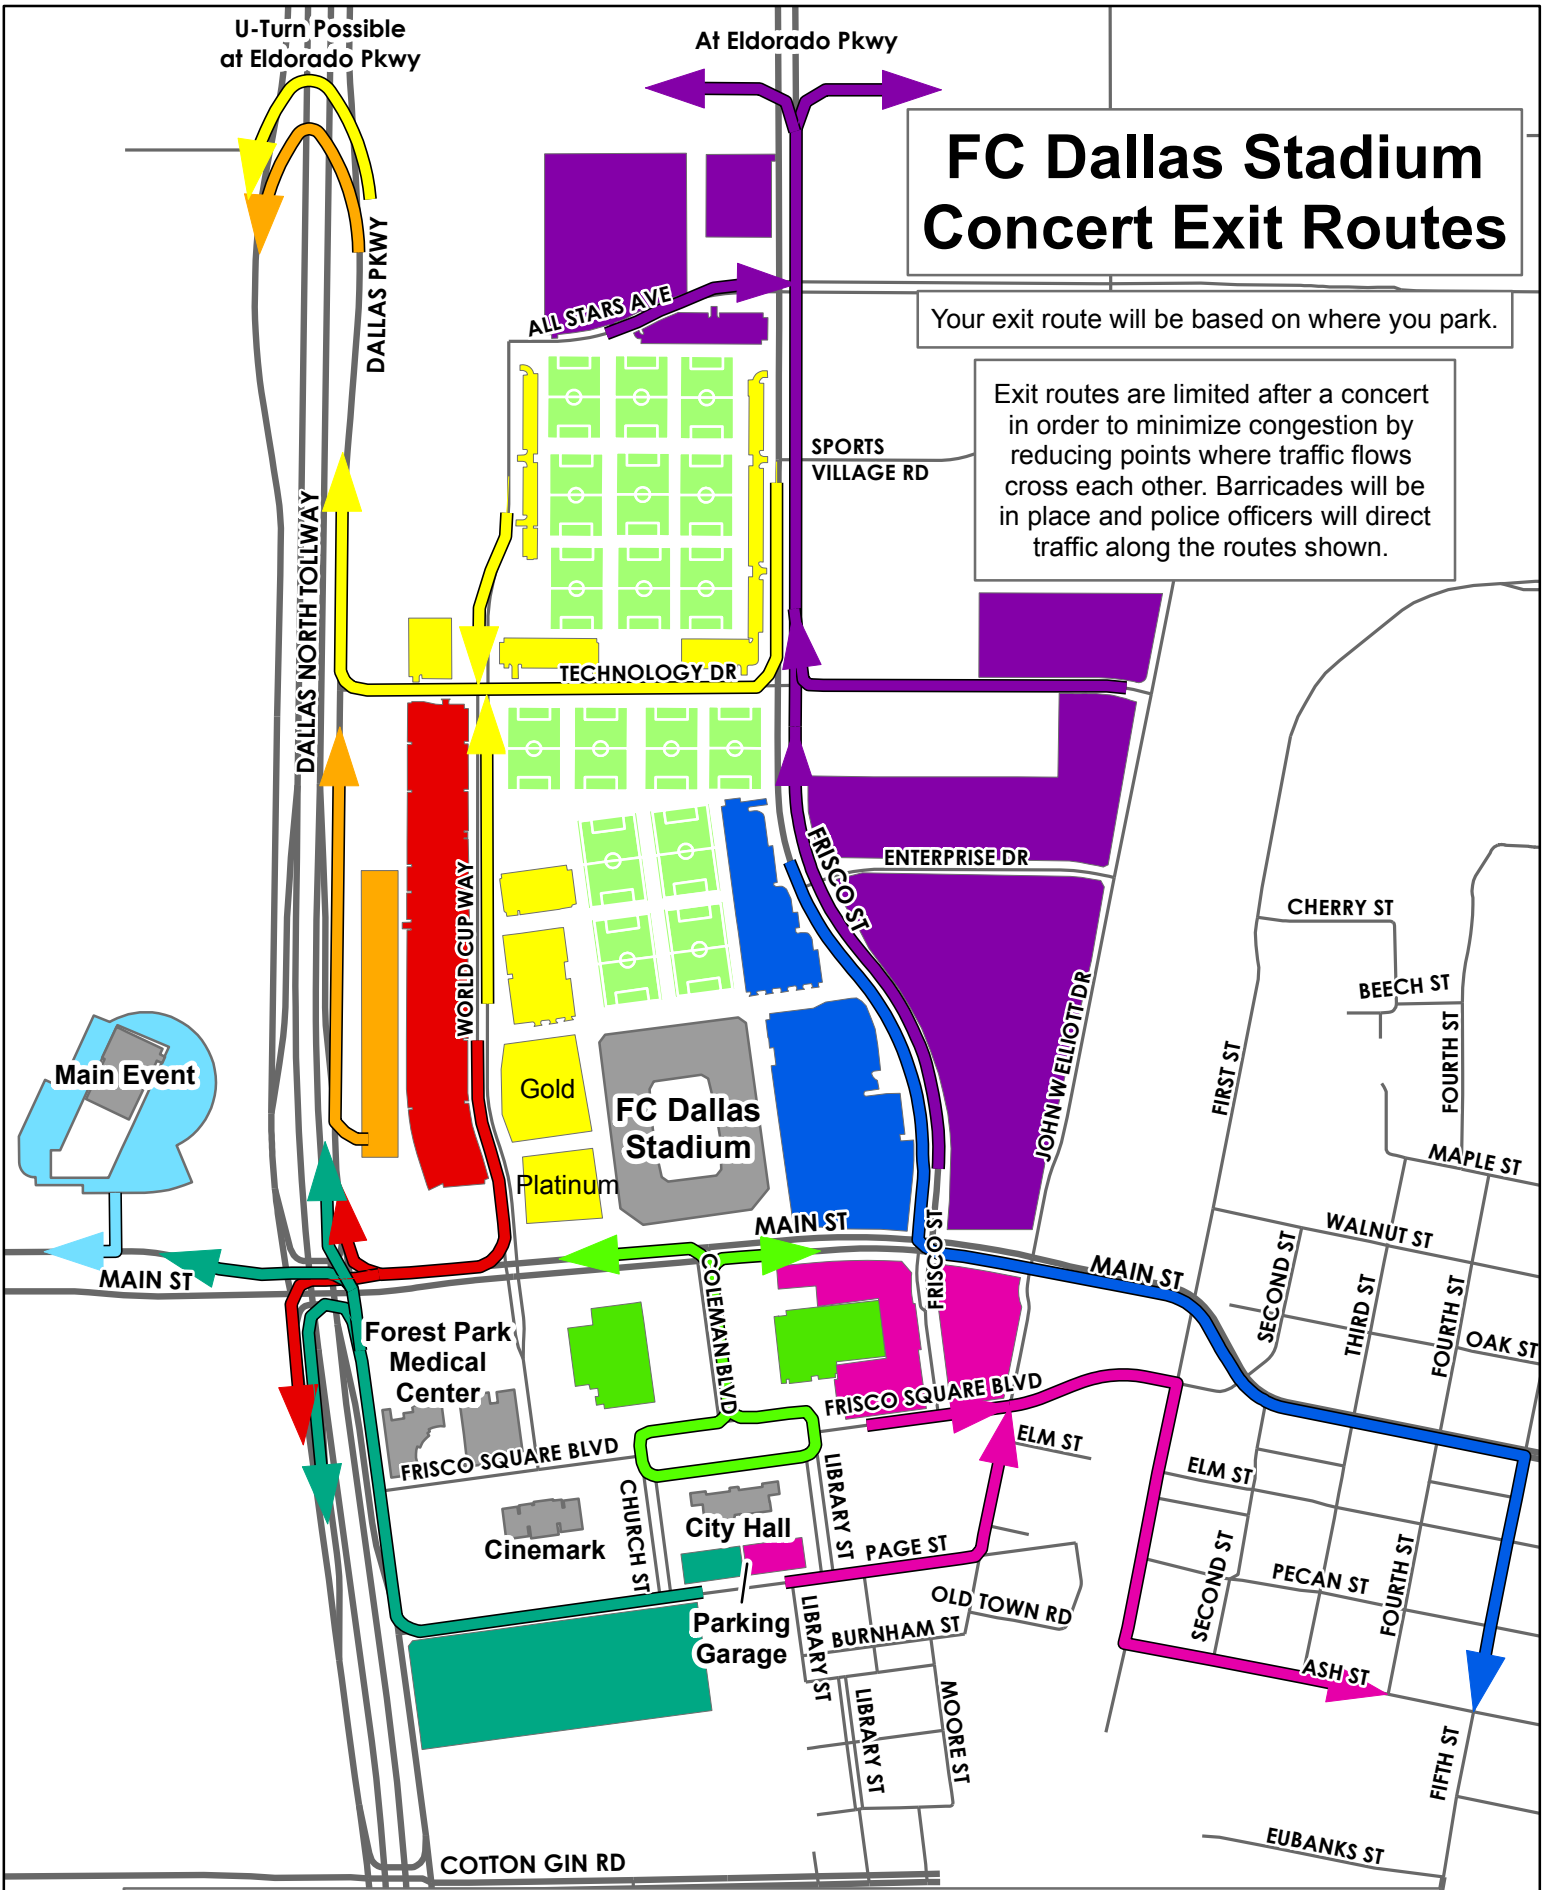 U-Turn Possible
at Eldorado Pkwy
At Eldorado Pkwy
FC Dallas Stadium
Concert Exit Routes
Your exit route will be based on where you park.
Exit routes are limited after a concert
in order to minimize congestion by
reducing points where traffic flows
cross each other. Barricades will be
in place and police officers will direct
traffic along the routes shown.
DALLAS PKWY
ALL STARS AVE
SPORTS
VILLAGE RD
DALLAS NORTH TOLLWAY
TECHNOLOGY DR
FRISCO ST
ENTERPRISE DR
WORLD CUP WAY
CHERRY ST
BEECH ST
FOURTH ST
FIRST ST
JOHN W ELLIOTT DR
Main Event
Gold
FC Dallas
Stadium
Platinum
MAPLE ST
WALNUT ST
MAIN ST
MAIN ST
MAIN ST
FRISCO ST
COLEMAN BLVD
SECOND ST
THIRD ST
FOURTH ST
OAK ST
Forest Park
Medical
Center
FRISCO SQUARE BLVD
FRISCO SQUARE BLVD
ELM ST
ELM ST
CHURCH ST
LIBRARY ST
City Hall
Cinemark
PAGE ST
SECOND ST
PECAN ST
FOURTH ST
OLD TOWN RD
BURNHAM ST
Parking
Garage
LIBRARY ST
LIBRARY ST
MOORE ST
ASH ST
FIFTH ST
EUBANKS ST
COTTON GIN RD